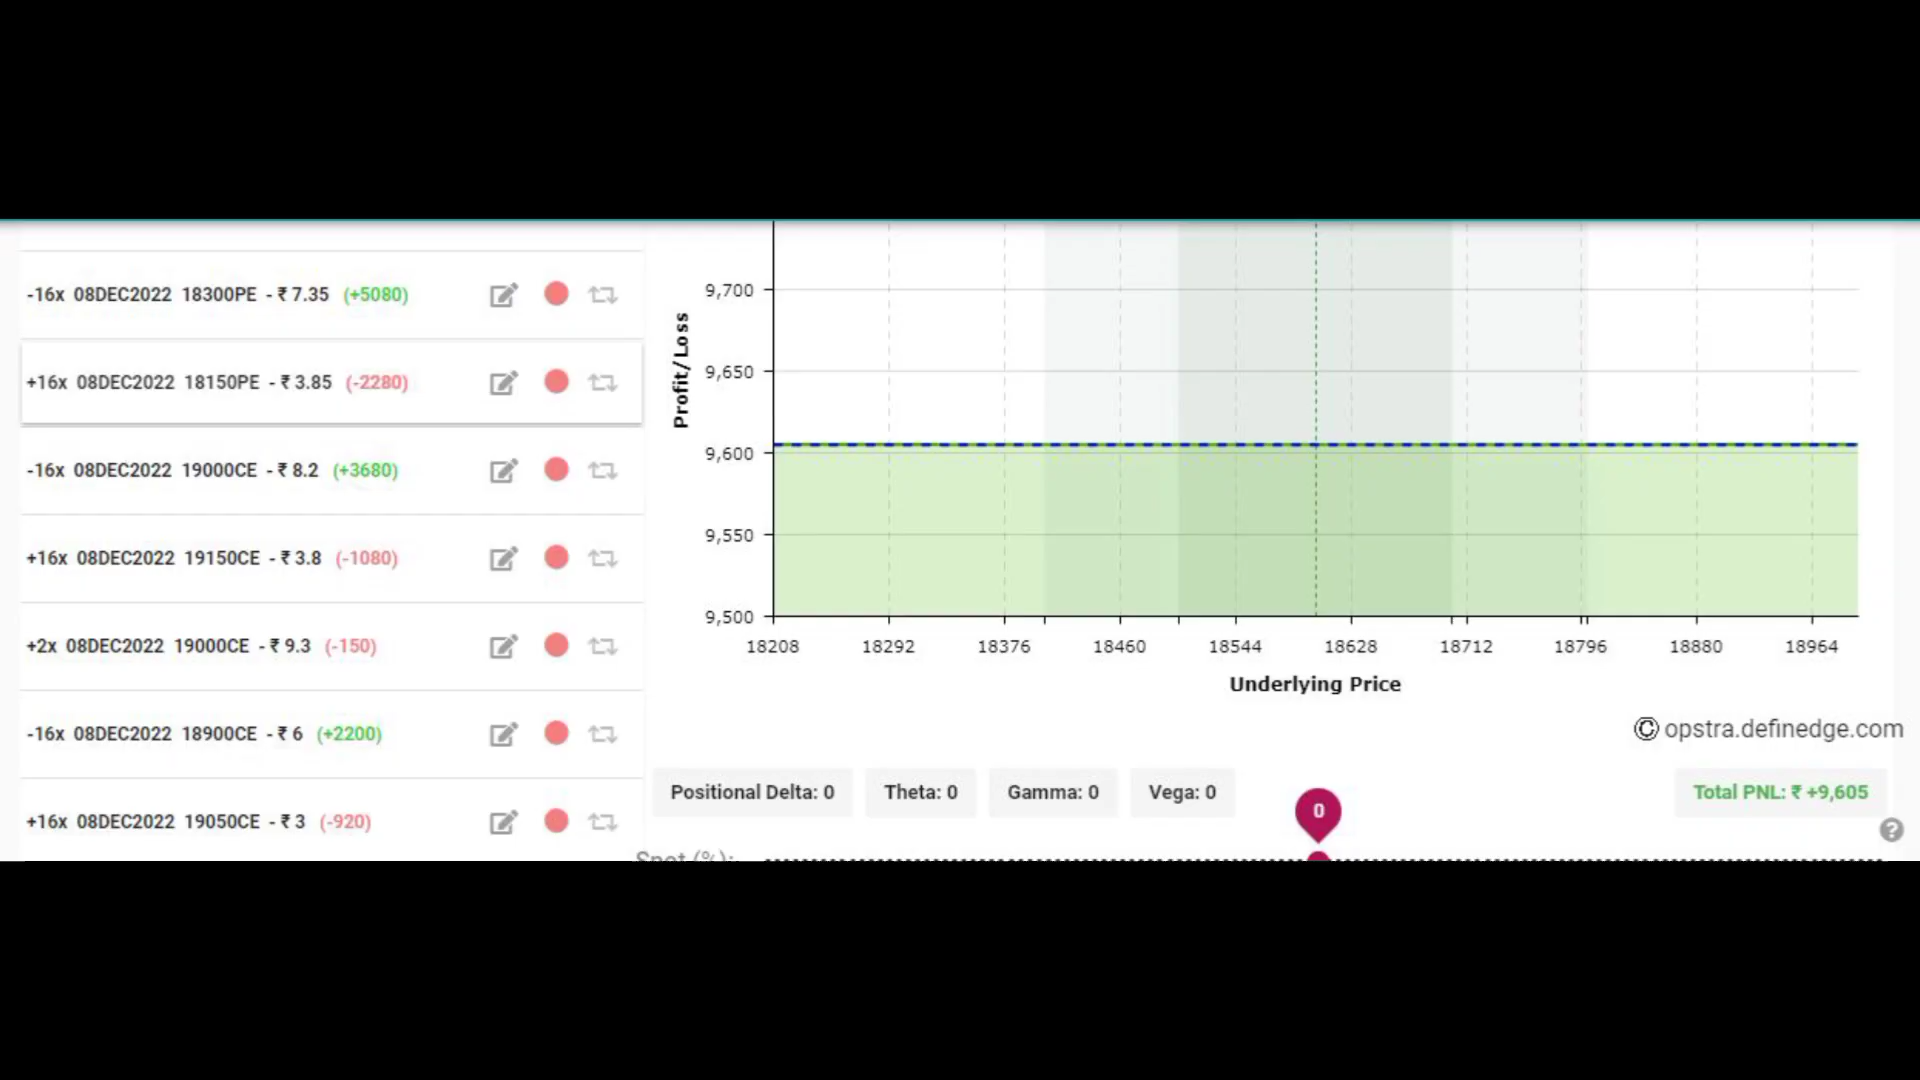 -16x 08DEC2022 18300PE - ₹ 7.35 (+5080)
+16x 08DEC2022 18150PE - ₹ 3.85 (-2280)
-16x 08DEC2022 19000CE - ₹ 8.2 (+3680)
+16x 08DEC2022 19150CE - ₹ 3.8 (-1080)
+2x 08DEC2022 19000CE - ₹ 9.3 (-150)
-16x 08DEC2022 18900CE - ₹ 6 (+2200)
+16x 08DEC2022 19050CE - ₹ 3 (-920)
Profit/Loss
9,700
9,650
9,600
9,550
9,500
18208 18292 18376 18460 18544 18628 18712 18796 18880 18964
Underlying Price
© opstra.definedge.com
Positional Delta: 0 Theta: 0 Gamma: 0 Vega: 0 Total PNL: ₹ +9,605
0
?
Spot (%):